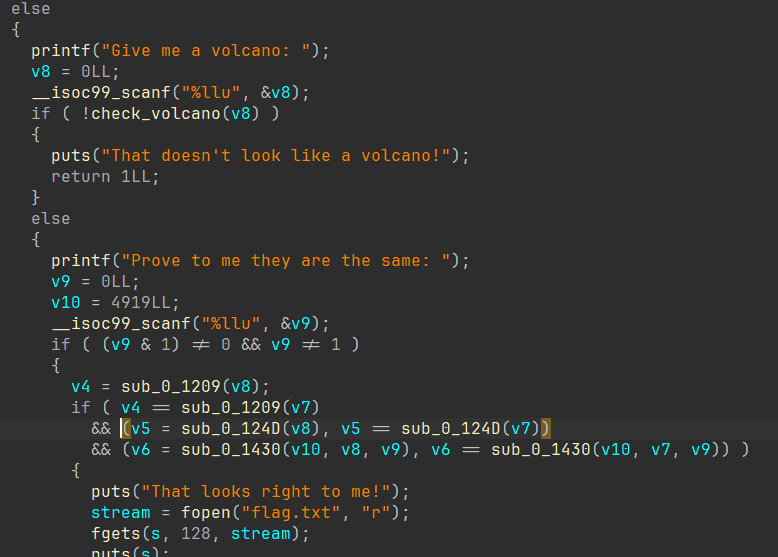 else
{
printf("Give me a volcano: ");
v8 = 0LL;
__isoc99_scanf("%llu", &v8);
if ( !check_volcano(v8) )
{
puts("That doesn't look like a volcano!");
return 1LL;
}
else
{
printf("Prove to me they are the same: ");
v9 = 0LL;
v10 = 4919LL;
__isoc99_scanf("%llu", &v9);
if ( (v9 & 1) != 0 && v9 != 1 )
{
v4 = sub_0_1209(v8);
if ( v4 == sub_0_1209(v7)
&& (v5 = sub_0_124D(v8), v5 == sub_0_124D(v7))
&& (v6 = sub_0_1430(v10, v8, v9), v6 == sub_0_1430(v10, v7, v9)) )
{
puts("That looks right to me!");
stream = fopen("flag.txt", "r");
fgets(s, 128, stream);
puts(s);